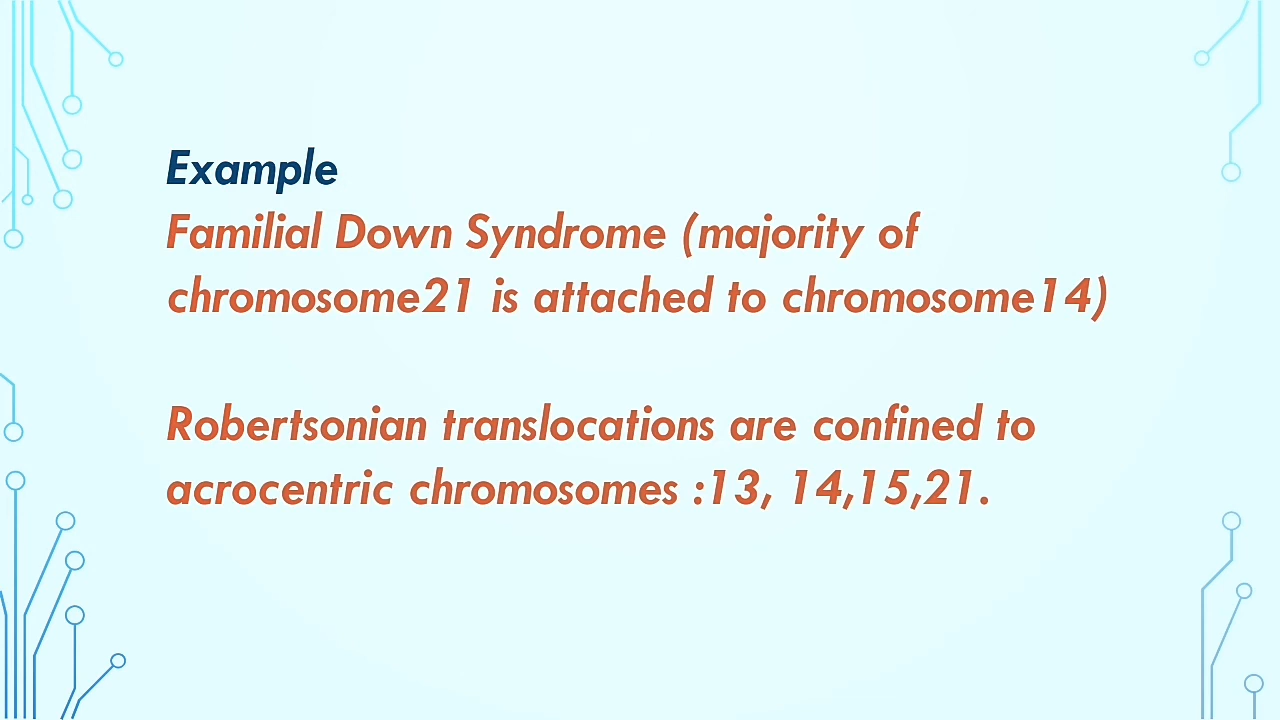 Example
Familial Down Syndrome (majority of
chromosome21 is attached to chromosome14)
Robertsonian translocations are confined to
acrocentric chromosomes :13, 14,15,21.